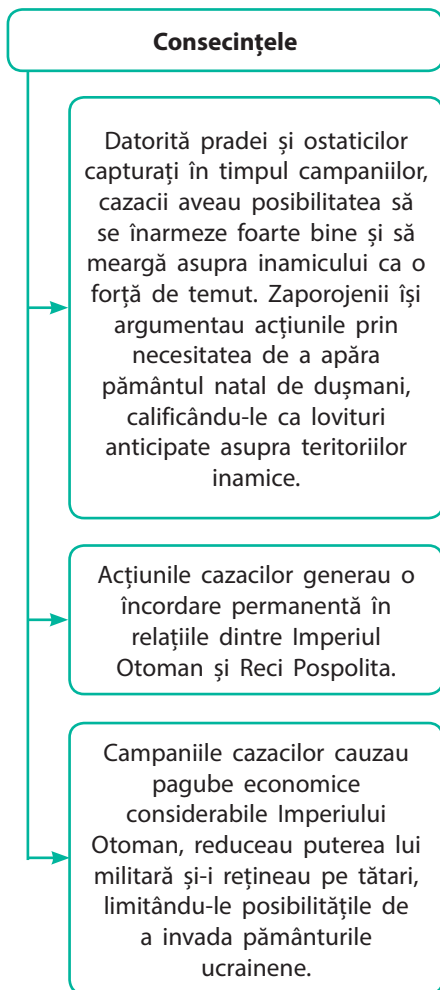 Consecințele
Datorită pradei și ostaticilor
capturați în timpul campaniilor,
cazacii aveau posibilitatea să
se înarmeze foarte bine și să
meargă asupra inamicului ca o
forță de temut. Zaporojenii își
argumentau acțiunile prin
necesitatea de a apăra
pământul natal de dușmani,
calificându-le ca lovituri
anticipate asupra teritoriilor
inamice.
Acțiunile cazacilor generau o
încordare permanentă în
relațiile dintre Imperiul
Otoman și Reci Pospolita.
Campaniile cazacilor cauzau
pagube economice
considerabile Imperiului
Otoman, reduceau puterea lui
militară și-i rețineau pe tătari,
limitându-le posibilitățile de
a invada pământurile
ucrainene.